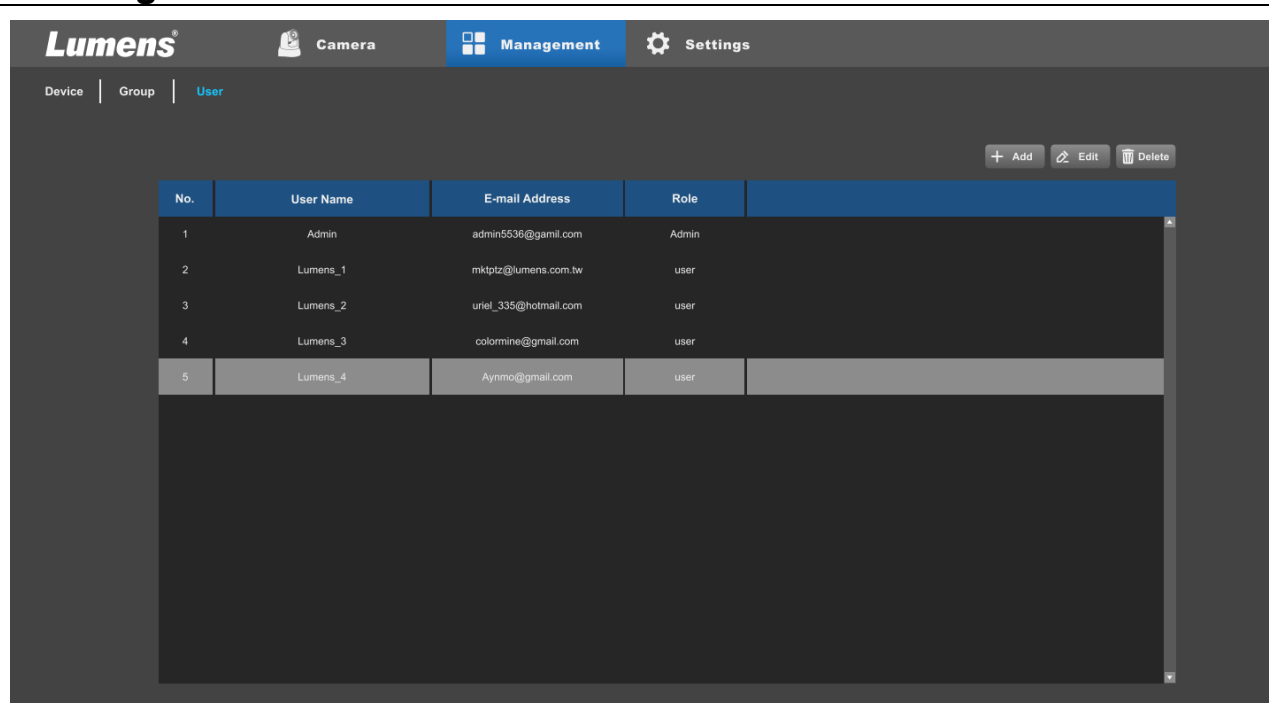 Lumens® Camera Management Settings
Device Group User
Add Edit Delete
No. User Name E-mail Address Role
1 Admin admin5536@gamil.com Admin
2 Lumens_1 mktptz@lumens.com.tw user
3 Lumens_2 uriel_335@hotmail.com user
4 Lumens_3 colormine@gmail.com user
5 Lumens_4 Aynmo@gmail.com user